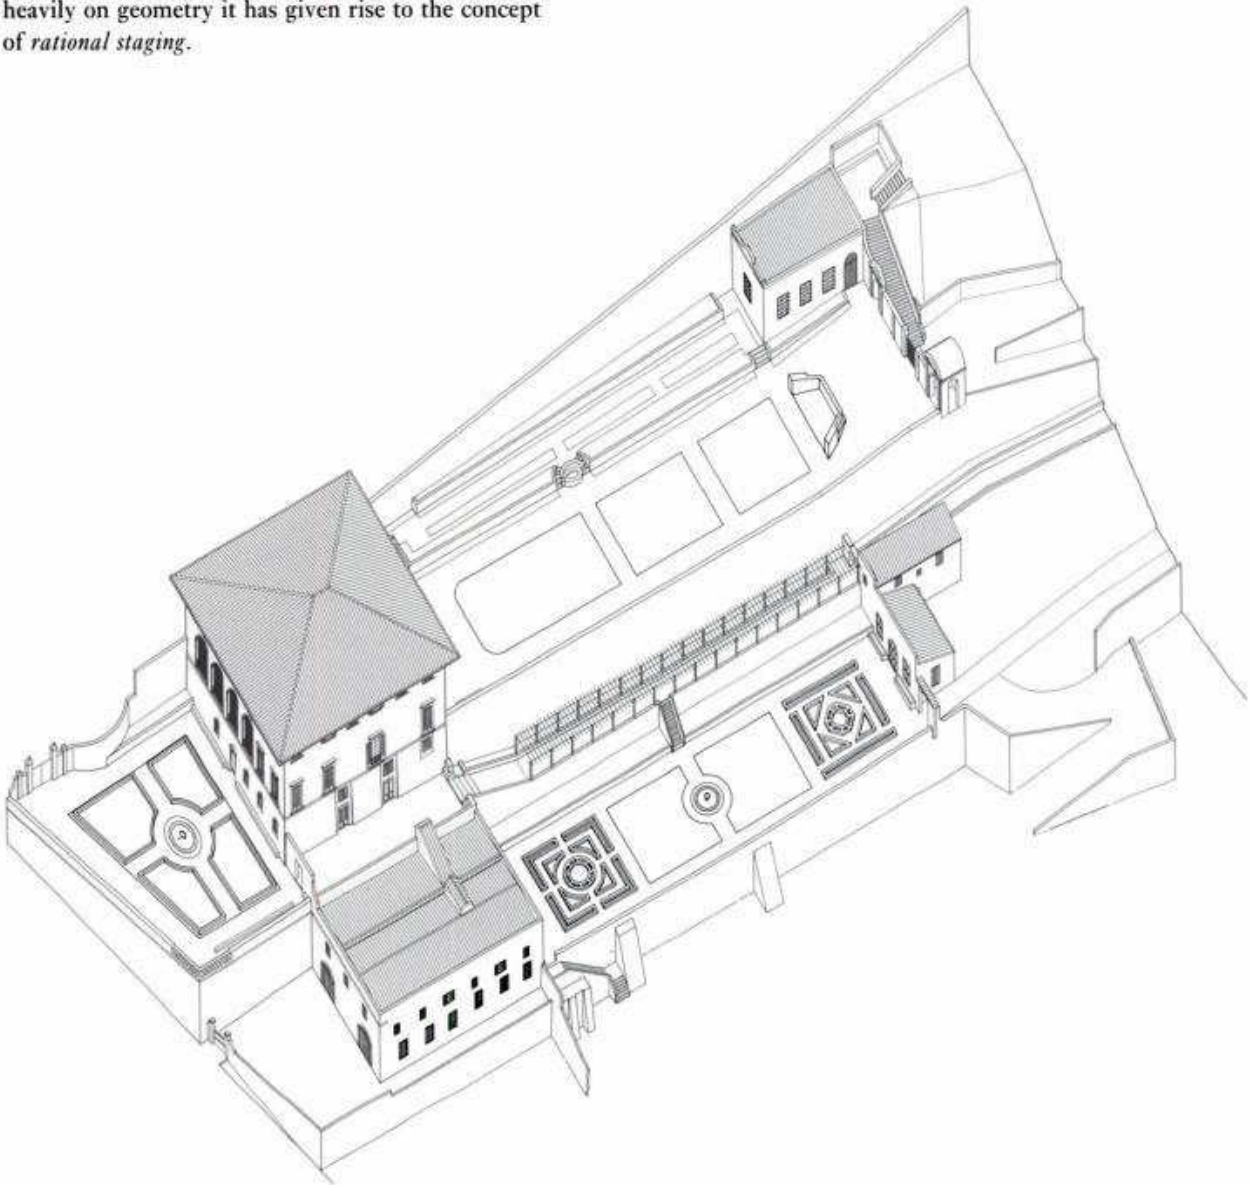 heavily on geometry it has given rise to the concept
of rational staging.